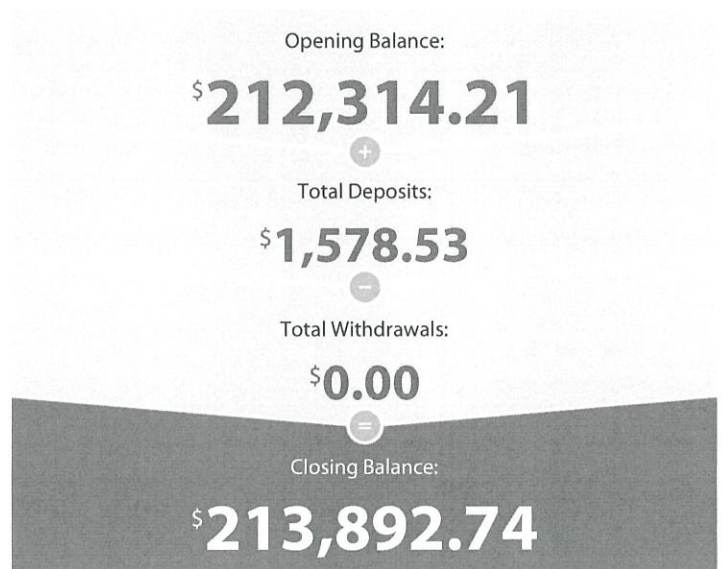 Opening Balance:
$212,314.21
+
Total Deposits:
$1,578.53
−
Total Withdrawals:
$0.00
=
Closing Balance:
$213,892.74